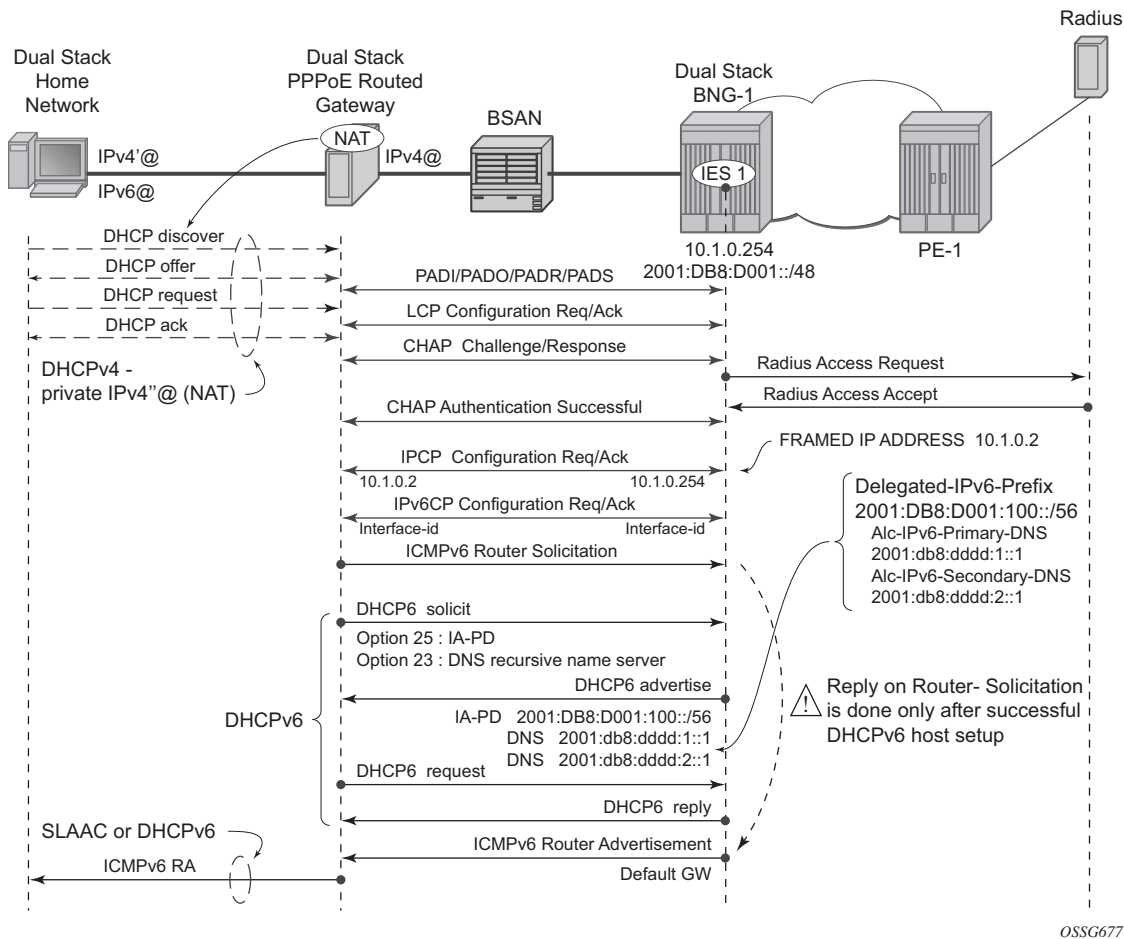 Radius
Dual Stack
Home
Network
Dual Stack
PPPoE Routed
Gateway
Dual Stack
BNG-1
BSAN
NAT
IPv4'@
IPv6@
IPv4@
IES 1
10.1.0.254
2001:DB8:D001::/48
PE-1
DHCP discover
DHCP offer
DHCP request
DHCP ack
DHCPv4 -
private IPv4''@ (NAT)
PADI/PADO/PADR/PADS
LCP Configuration Req/Ack
CHAP Challenge/Response
Radius Access Request
Radius Access Accept
CHAP Authentication Successful
FRAMED IP ADDRESS 10.1.0.2
IPCP Configuration Req/Ack
10.1.0.2 10.1.0.254
IPv6CP Configuration Req/Ack
Interface-id Interface-id
Delegated-IPv6-Prefix
2001:DB8:D001:100::/56
Alc-IPv6-Primary-DNS
2001:db8:dddd:1::1
Alc-IPv6-Secondary-DNS
2001:db8:dddd:2::1
ICMPv6 Router Solicitation
DHCPv6
DHCP6 solicit
Option 25 : IA-PD
Option 23 : DNS recursive name server
DHCP6 advertise
IA-PD 2001:DB8:D001:100::/56
DNS 2001:db8:dddd:1::1
DNS 2001:db8:dddd:2::1
DHCP6 request
DHCP6 reply
! Reply on Router- Solicitation
is done only after successful
DHCPv6 host setup
ICMPv6 Router Advertisement
Default GW
SLAAC or DHCPv6
ICMPv6 RA
OSSG677